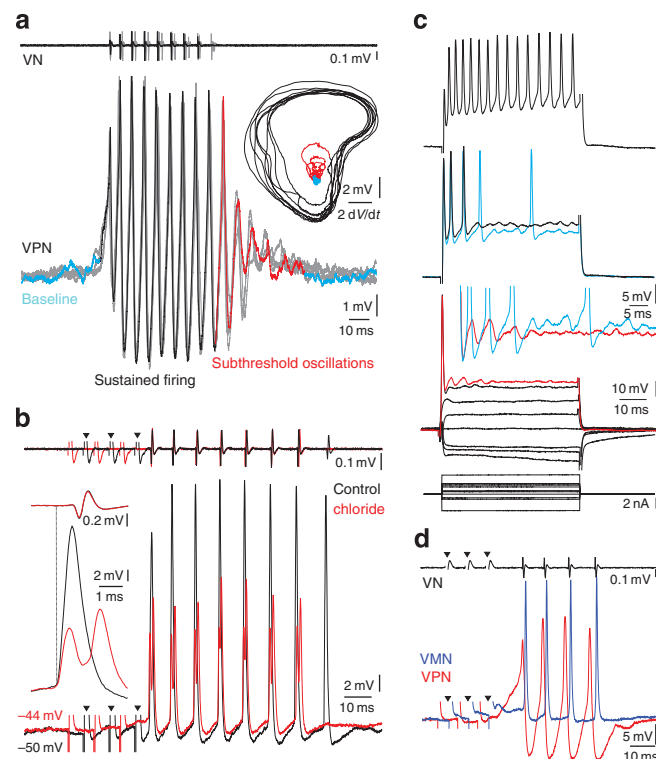 a
VN
0.1 mV
2 mV
2 dV/dt
VPN
Baseline
1 mV
10 ms
Subthreshold oscillations
Sustained firing
b
0.1 mV
Control
chloride
0.2 mV
2 mV
1 ms
2 mV
10 ms
–44 mV
–50 mV
c
5 mV
5 ms
10 mV
10 ms
2 nA
d
VN
0.1 mV
VMN
VPN
5 mV
10 ms